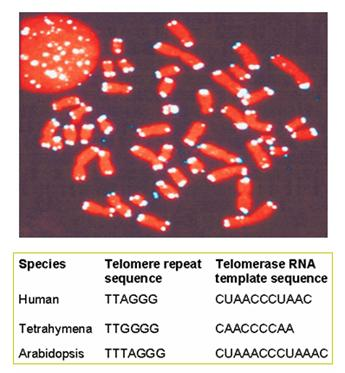 Species Telomere repeat sequence Telomerase RNA template sequence
Human TTAGGG CUAACCCUAAC
Tetrahymena TTGGGG CAACCCCAA
Arabidopsis TTTAGGG CUAAACCCUAAAC